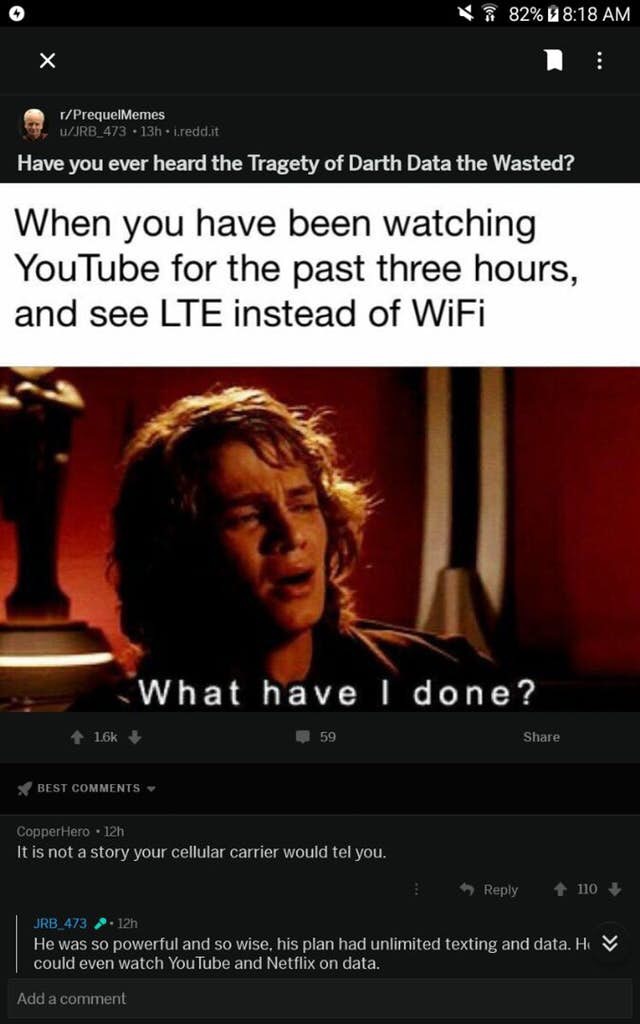 82% 8:18 AM
r/PrequelMemes
u/JRB_473 • 13h • i.redd.it
Have you ever heard the Tragety of Darth Data the Wasted?
When you have been watching
YouTube for the past three hours,
and see LTE instead of WiFi
What have I done?
1.6k 59 Share
BEST COMMENTS
CopperHero • 12h
It is not a story your cellular carrier would tel you.
Reply 110
JRB_473 • 12h
He was so powerful and so wise, his plan had unlimited texting and data. He
could even watch YouTube and Netflix on data.
Add a comment